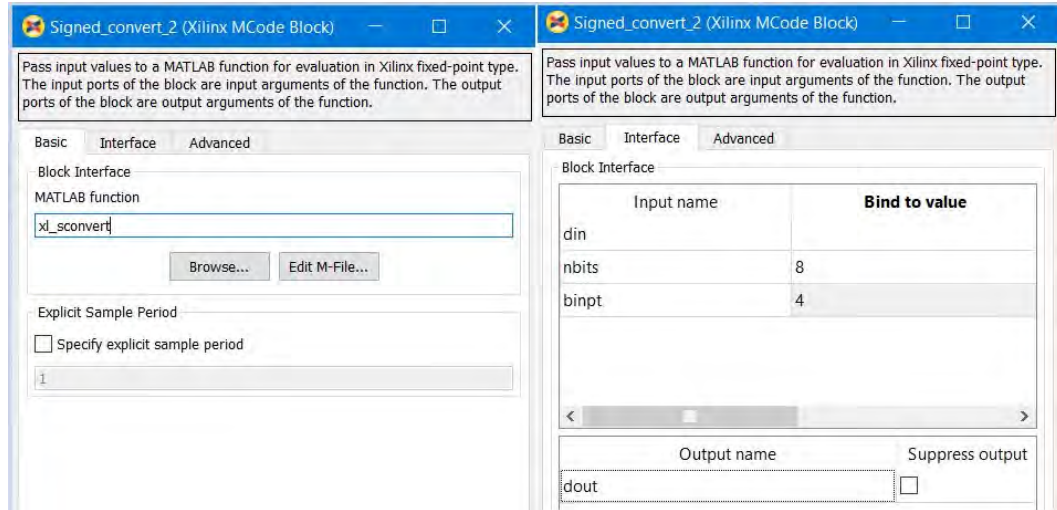 Signed_convert_2 (Xilinx MCode Block)
Pass input values to a MATLAB function for evaluation in Xilinx fixed-point type.
The input ports of the block are input arguments of the function. The output
ports of the block are output arguments of the function.
Basic Interface Advanced
Block Interface
MATLAB function
xl_sconvert
Browse... Edit M-File...
Explicit Sample Period
Specify explicit sample period
1
Signed_convert_2 (Xilinx MCode Block)
Pass input values to a MATLAB function for evaluation in Xilinx fixed-point type.
The input ports of the block are input arguments of the function. The output
ports of the block are output arguments of the function.
Basic Interface Advanced
Block Interface
Input name Bind to value
din
nbits 8
binpt 4
Output name Suppress output
dout